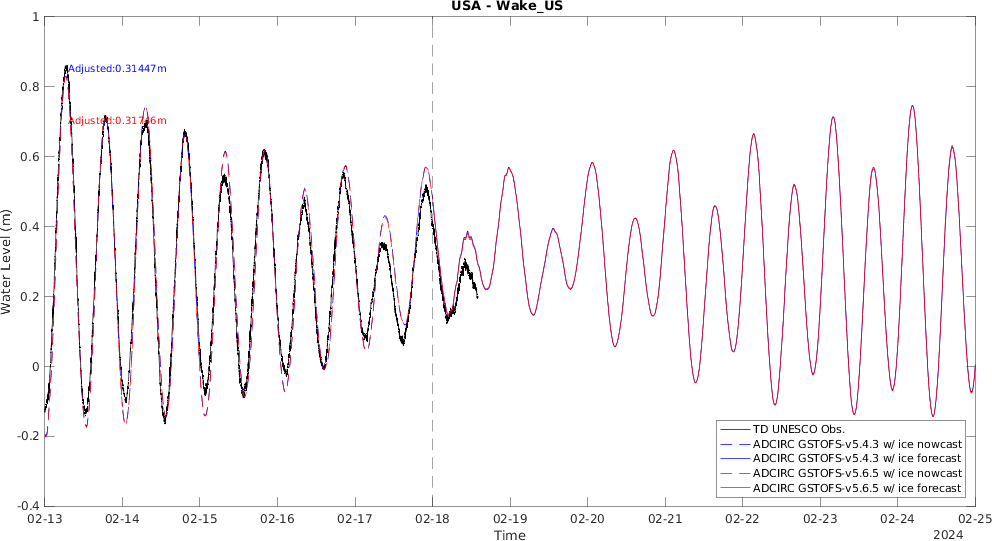 USA - Wake_US
Water Level (m)
1
0.8
0.6
0.4
0.2
0
-0.2
-0.4
Adjusted:0.31447m
Adjusted:0.31746m
TD UNESCO Obs.
ADCIRC GSTOFS-v5.4.3 w/ ice nowcast
ADCIRC GSTOFS-v5.4.3 w/ ice forecast
ADCIRC GSTOFS-v5.6.5 w/ ice nowcast
ADCIRC GSTOFS-v5.6.5 w/ ice forecast
02-13 02-14 02-15 02-16 02-17 02-18 02-19 02-20 02-21 02-22 02-23 02-24 02-25
Time
2024